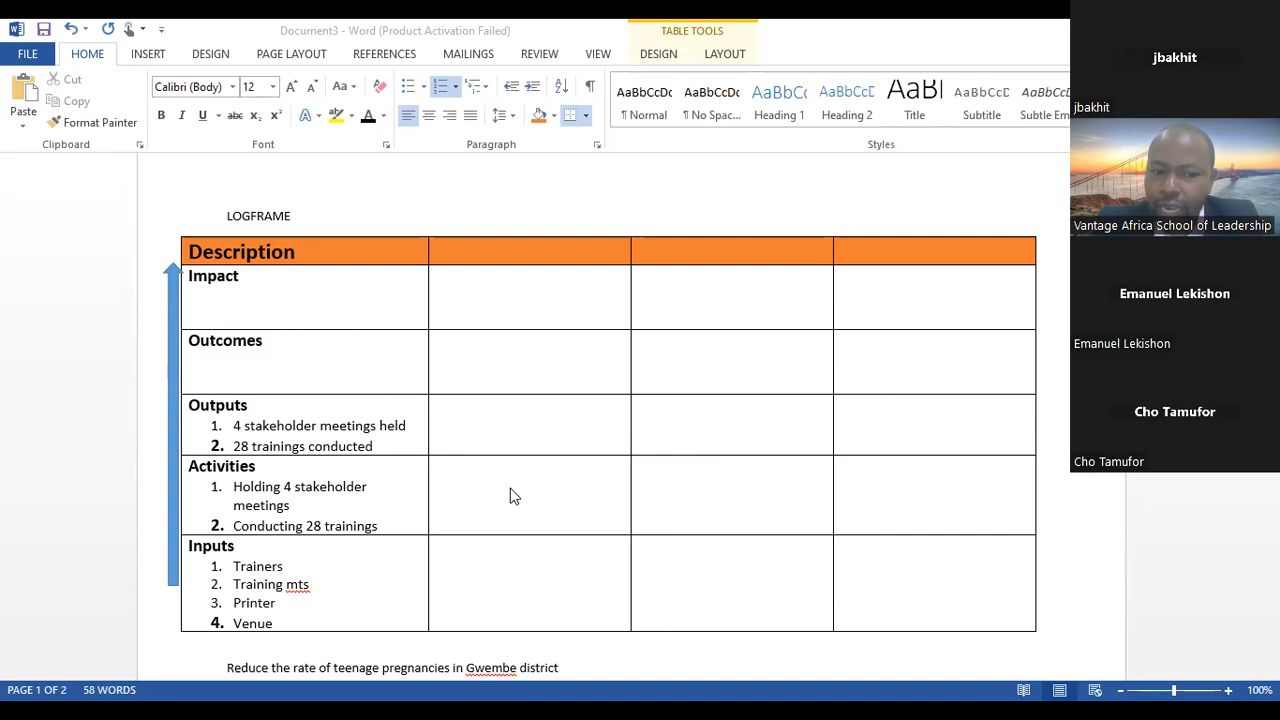 Document3 - Word (Product Activation Failed)
TABLE TOOLS
FILE HOME INSERT DESIGN PAGE LAYOUT REFERENCES MAILINGS REVIEW VIEW DESIGN LAYOUT
Paste
Cut
Copy
Format Painter
Clipboard
Calibri (Body) 12
Font
Paragraph
AaBbCcDc AaBbCcDc AaBbCc AaBbCcD AaBl AaBbCcD AaBbCcD
¶ Normal ¶ No Spac... Heading 1 Heading 2 Title Subtitle Subtle Em
Styles
LOGFRAME
Description
Impact
Outcomes
Outputs
1. 4 stakeholder meetings held
2. 28 trainings conducted
Activities
1. Holding 4 stakeholder
meetings
2. Conducting 28 trainings
Inputs
1. Trainers
2. Training mts
3. Printer
4. Venue
Reduce the rate of teenage pregnancies in Gwembe district
PAGE 1 OF 2 58 WORDS
100%
jbakhit
jbakhit
Vantage Africa School of Leadership
Emanuel Lekishon
Emanuel Lekishon
Cho Tamufor
Cho Tamufor